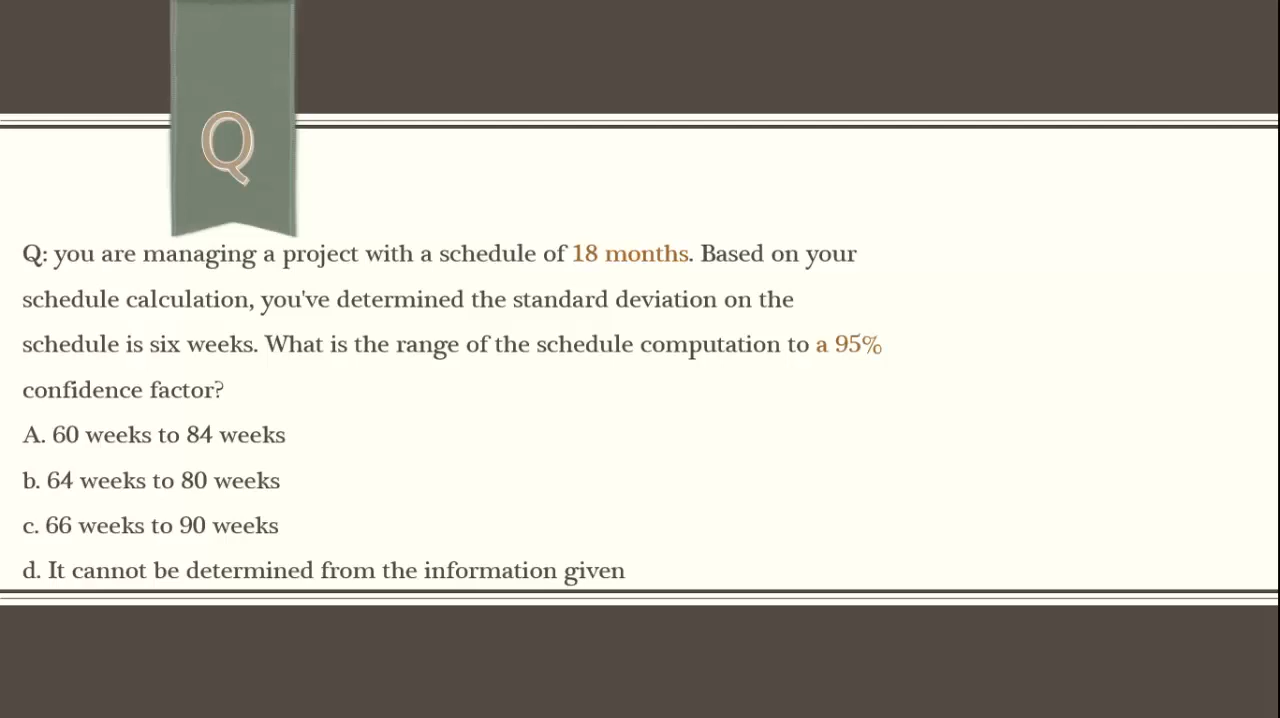 Q
Q: you are managing a project with a schedule of 18 months. Based on your
schedule calculation, you've determined the standard deviation on the
schedule is six weeks. What is the range of the schedule computation to a 95%
confidence factor?
A. 60 weeks to 84 weeks
b. 64 weeks to 80 weeks
c. 66 weeks to 90 weeks
d. It cannot be determined from the information given